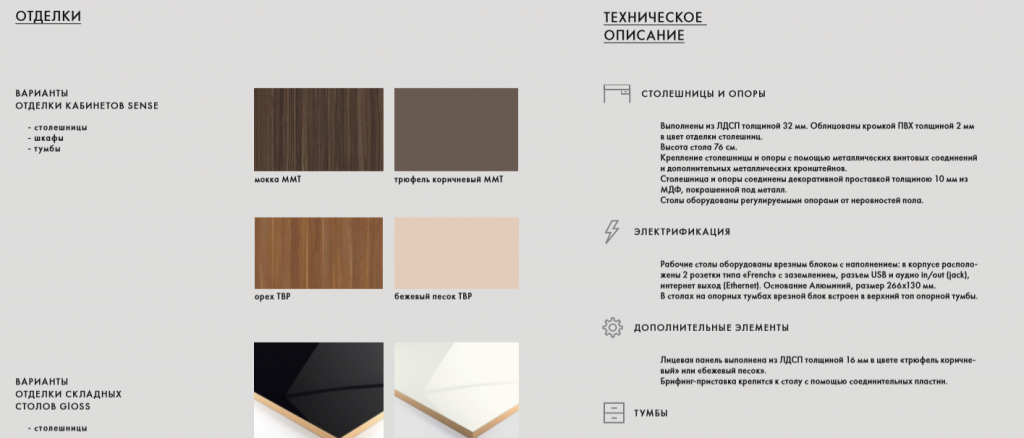 ОТДЕЛКИ
ВАРИАНТЫ
ОТДЕЛКИ КАБИНЕТОВ SENSE
- столешницы
- шкафы
- тумбы
мокка ММТ
трюфель коричневый ММТ
орех ТВР
бежевый песок ТВР
ВАРИАНТЫ
ОТДЕЛКИ СКЛАДНЫХ
СТОЛОВ GlOSS
- столешницы
ТЕХНИЧЕСКОЕ
ОПИСАНИЕ
СТОЛЕШНИЦЫ И ОПОРЫ
Выполнены из ЛДСП толщиной 32 мм. Облицованы кромкой ПВХ толщиной 2 мм
в цвет отделки столешниц.
Высота стола 76 см.
Крепление столешницы и опоры с помощью металлических винтовых соединений
и дополнительных металлических кронштейнов.
Столешница и опоры соединены декоративной проставкой толщиною 10 мм из
МДФ, покрашенной под металл.
Столы оборудованы регулируемыми опорами от неровностей пола.
ЭЛЕКТРИФИКАЦИЯ
Рабочие столы оборудованы врезным блоком с наполнением: в корпусе располо-
жены 2 розетки типа «French» с заземлением, разъем USB и аудио in/out (jack),
интернет выход (Ethernet). Основание Алюминий, размер 266х130 мм.
В столах на опорных тумбах врезной блок встроен в верхний топ опорной тумбы.
ДОПОЛНИТЕЛЬНЫЕ ЭЛЕМЕНТЫ
Лицевая панель выполнена из ЛДСП толщиной 16 мм в цвете «трюфель коричне-
вый» или «бежевый песок».
Брифинг-приставка крепится к столу с помощью соединительных пластин.
ТУМБЫ